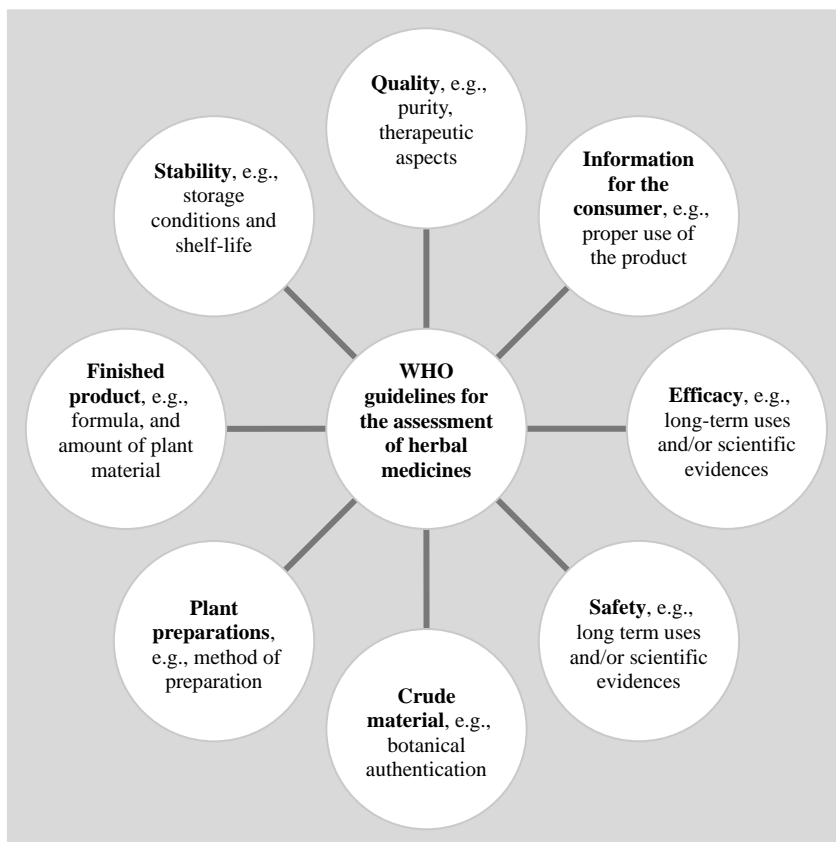 Quality, e.g.,
purity,
therapeutic
aspects
Information
for the
consumer, e.g.,
proper use of
the product
Efficacy, e.g.,
long-term uses
and/or scientific
evidences
Safety, e.g.,
long term uses
and/or scientific
evidences
Crude
material, e.g.,
botanical
authentication
Plant
preparations,
e.g., method of
preparation
Finished
product, e.g.,
formula, and
amount of plant
material
Stability, e.g.,
storage
conditions and
shelf-life
WHO
guidelines for
the assessment
of herbal
medicines